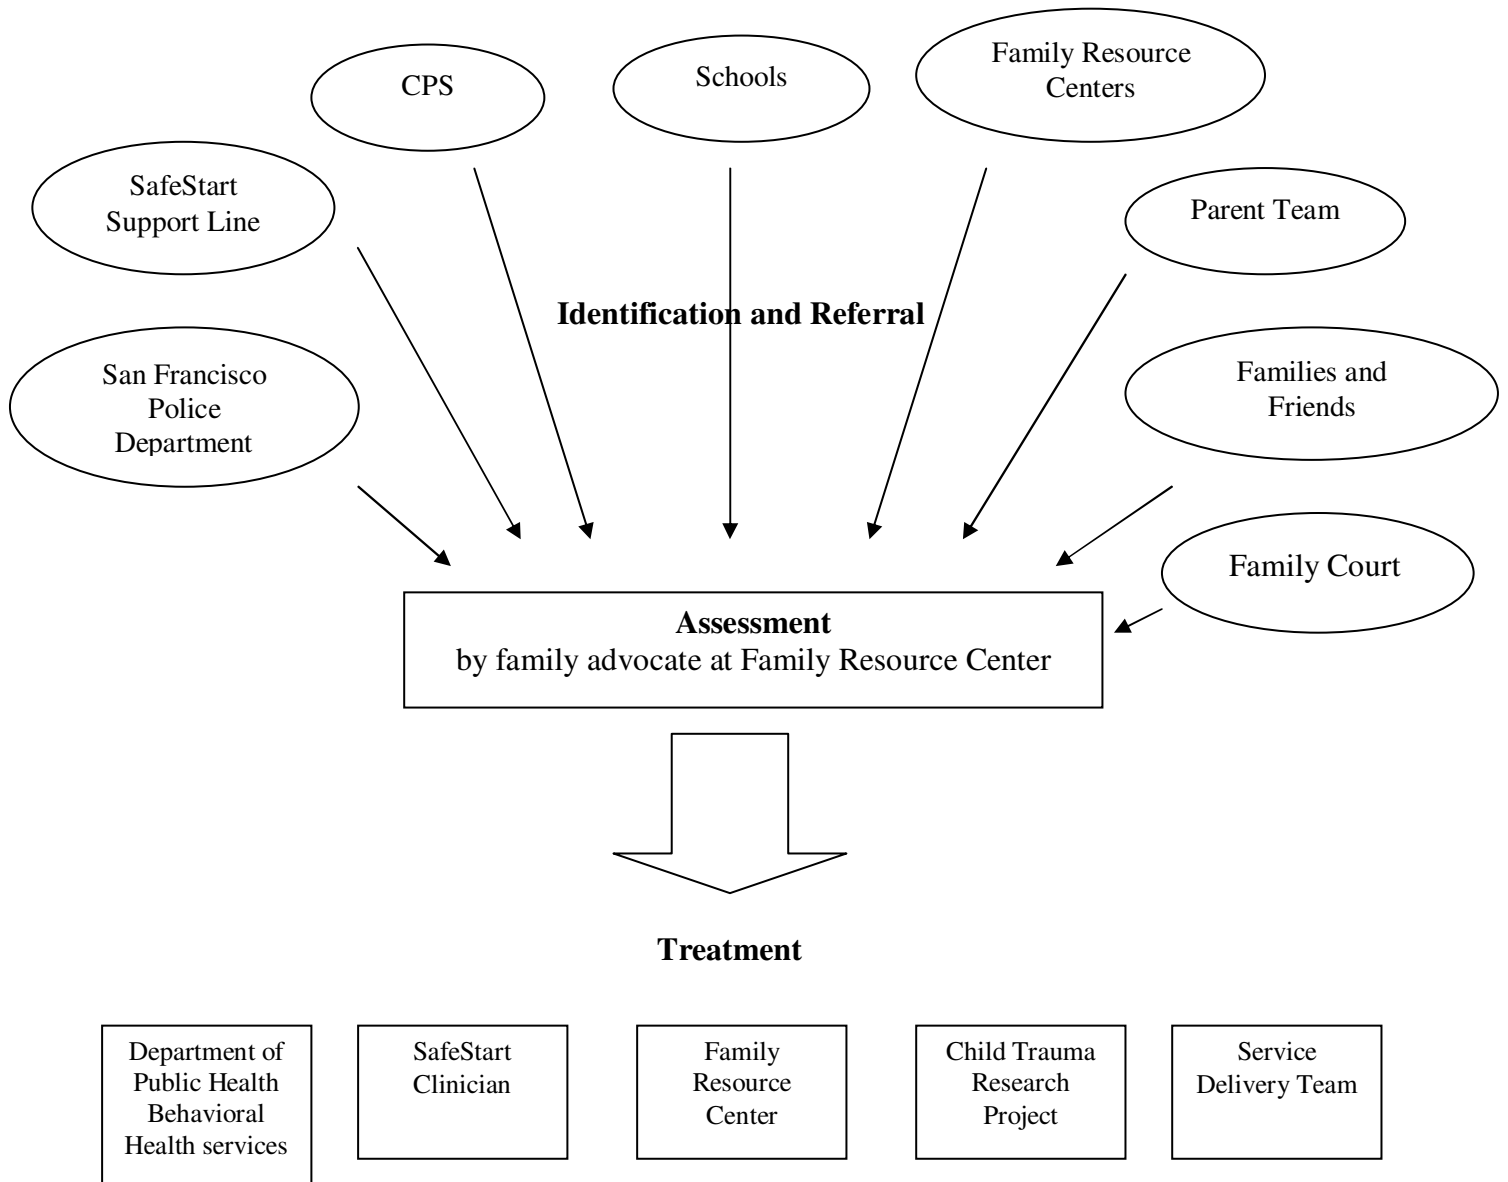 CPS
Schools
Family Resource
Centers
SafeStart
Support Line
Parent Team
Identification and Referral
San Francisco
Police
Department
Families and
Friends
Family Court
Assessment
by family advocate at Family Resource Center
Treatment
Department of
Public Health
Behavioral
Health services
SafeStart
Clinician
Family
Resource
Center
Child Trauma
Research
Project
Service
Delivery Team